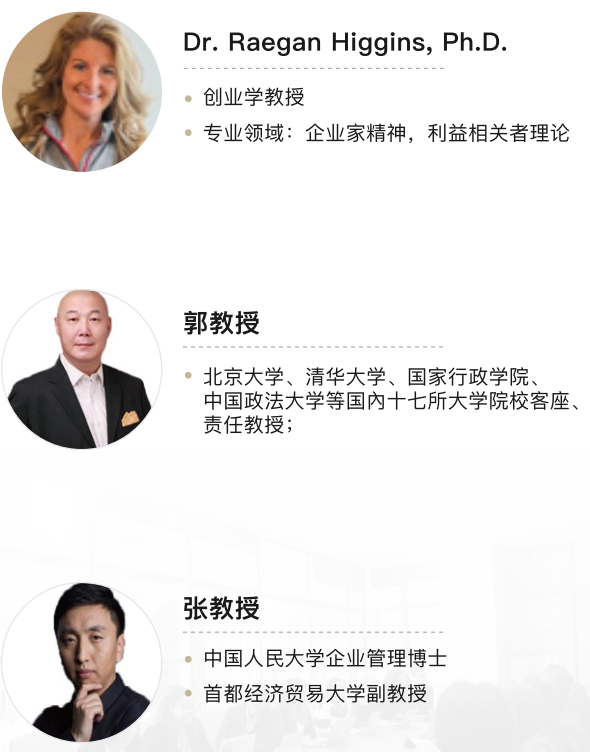 Dr. Raegan Higgins, Ph.D.
创业学教授
专业领域：企业家精神，利益相关者理论
郭教授
北京大学、清华大学、国家行政学院、
中国政法大学等国内十七所大学院校客座、
责任教授；
张教授
中国人民大学企业管理博士
首都经济贸易大学副教授